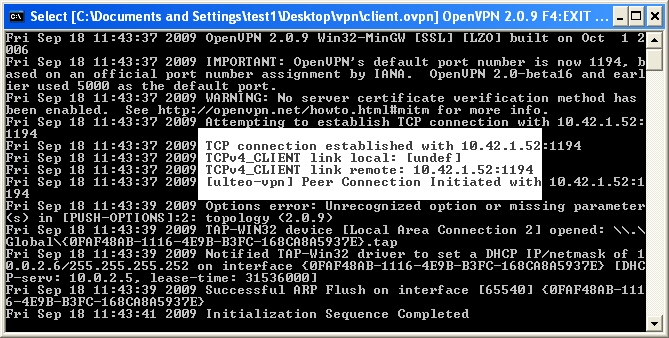 Select [C:\Documents and Settings\test1\Desktop\vpn\client.ovpn] OpenVPN 2.0.9 F4:EXIT ...
Fri Sep 18 11:43:37 2009 OpenVPN 2.0.9 Win32-MinGW [SSL] [LZO] built on Oct  1 2
006
Fri Sep 18 11:43:37 2009 IMPORTANT: OpenVPN's default port number is now 1194, b
ased on an official port number assignment by IANA.  OpenVPN 2.0-beta16 and earl
ier used 5000 as the default port.
Fri Sep 18 11:43:37 2009 WARNING: No server certificate verification method has
been enabled.  See http://openvpn.net/howto.html#mitm for more info.
Fri Sep 18 11:43:37 2009 Attempting to establish TCP connection with 10.42.1.52:
1194
Fri Sep 18 11:43:37 2009 TCP connection established with 10.42.1.52:1194
Fri Sep 18 11:43:37 2009 TCPv4_CLIENT link local: [undef]
Fri Sep 18 11:43:37 2009 TCPv4_CLIENT link remote: 10.42.1.52:1194
Fri Sep 18 11:43:37 2009 [ulteo-vpn] Peer Connection Initiated with 10.42.1.52:1
194
Fri Sep 18 11:43:39 2009 Options error: Unrecognized option or missing parameter
(s) in [PUSH-OPTIONS]:2: topology (2.0.9)
Fri Sep 18 11:43:39 2009 TAP-WIN32 device [Local Area Connection 2] opened: \\.\
Global\{0FAF48AB-1116-4E9B-B3FC-168CA8A5937E}.tap
Fri Sep 18 11:43:39 2009 Notified TAP-Win32 driver to set a DHCP IP/netmask of 1
0.0.2.6/255.255.255.252 on interface {0FAF48AB-1116-4E9B-B3FC-168CA8A5937E} [DHC
P-serv: 10.0.2.5, lease-time: 31536000]
Fri Sep 18 11:43:39 2009 Successful ARP Flush on interface [65540] {0FAF48AB-111
6-4E9B-B3FC-168CA8A5937E}
Fri Sep 18 11:43:41 2009 Initialization Sequence Completed